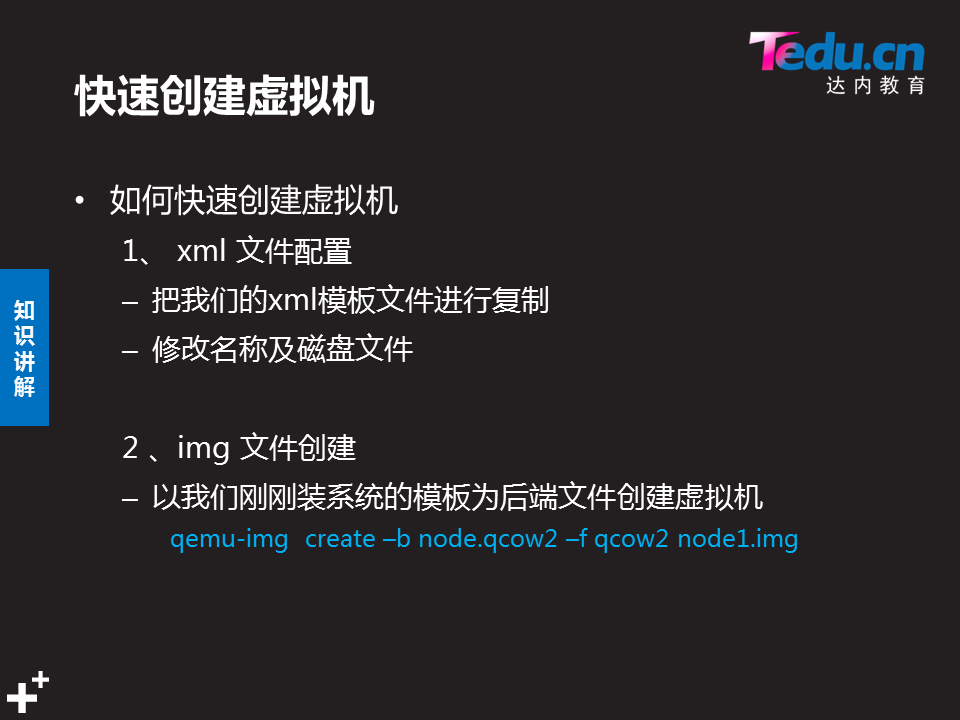 Tedu.cn
达内教育
快速创建虚拟机
• 如何快速创建虚拟机
1、 xml 文件配置
– 把我们的xml模板文件进行复制
– 修改名称及磁盘文件
知识讲解
2 、img 文件创建
– 以我们刚刚装系统的模板为后端文件创建虚拟机
qemu-img create –b node.qcow2 –f qcow2 node1.img